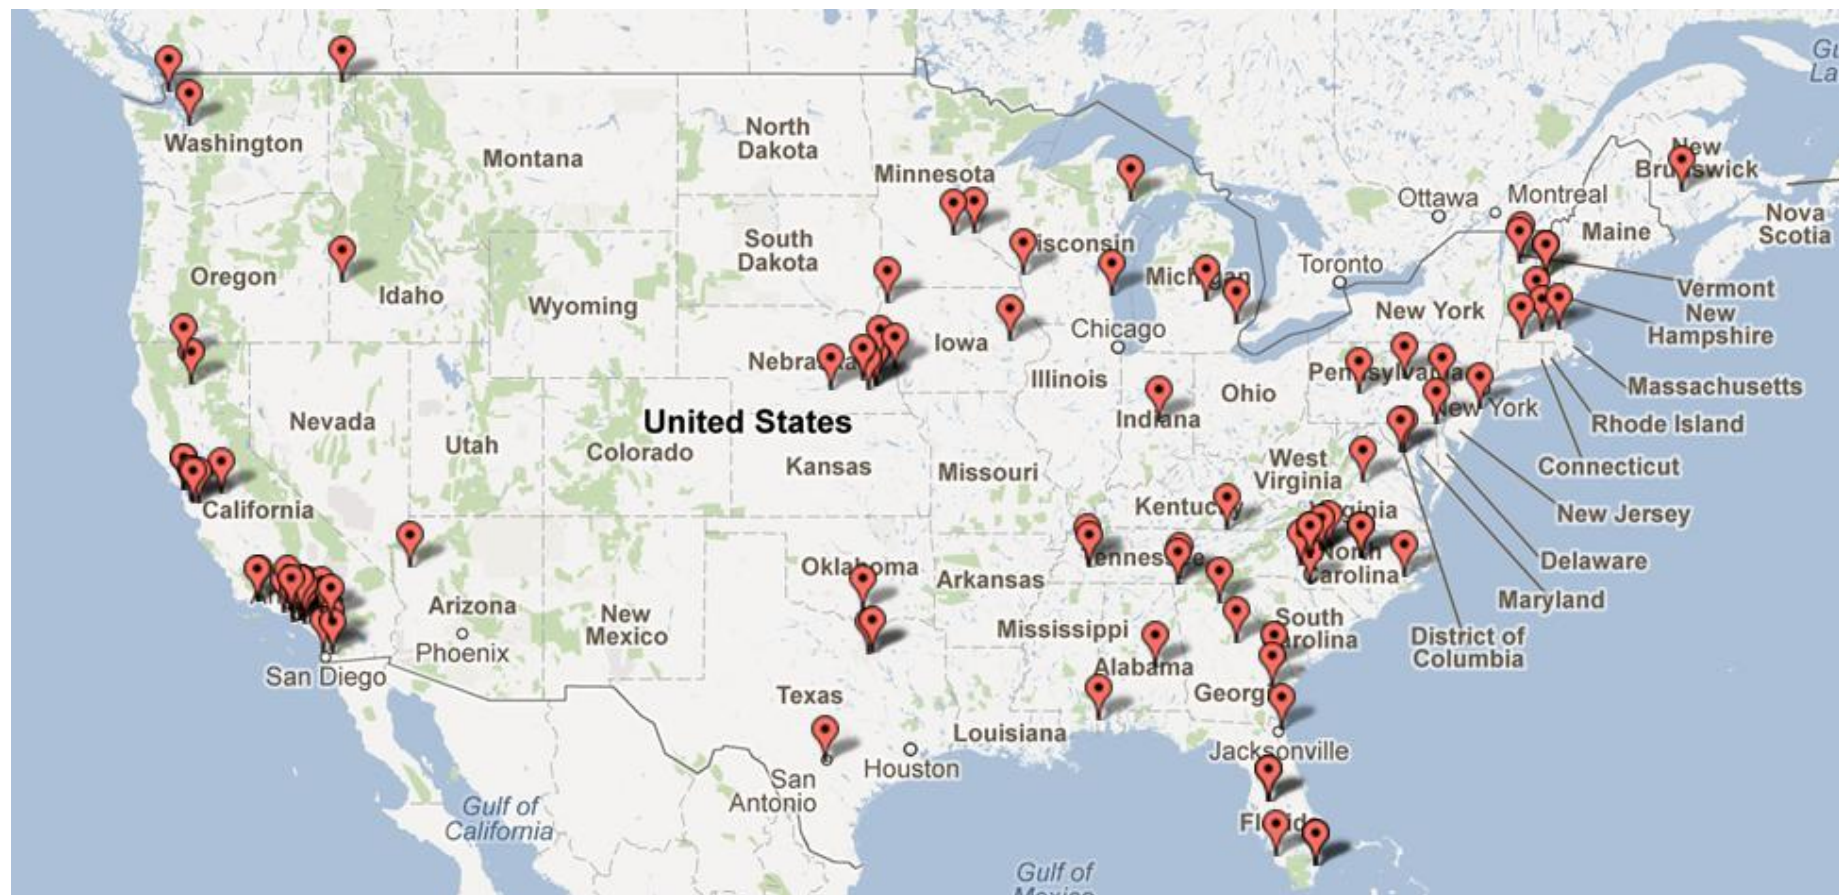 Gu
La
New
Brunswick
Washington
Montana
North
Dakota
Minnesota
Ottawa
Montreal
Maine
Nova
Scotia
Oregon
Idaho
Wyoming
South
Dakota
Wisconsin
Michigan
Toronto
New York
Vermont
New
Hampshire
Chicago
Iowa
Nebraska
Illinois
Indiana
Ohio
Pennsylvania
Massachusetts
New York
Rhode Island
Connecticut
Nevada
Utah
Colorado
United States
Kansas
Missouri
West
Virginia
Kentucky
Virginia
New Jersey
California
Delaware
Maryland
Oklahoma
Arkansas
Tennessee
North
Carolina
Arizona
Phoenix
New
Mexico
Mississippi
Alabama
South
Carolina
District of
Columbia
San Diego
Texas
Georgia
Louisiana
Jacksonville
San
Antonio
Houston
Gulf of
California
Florida
Gulf of
Mexico